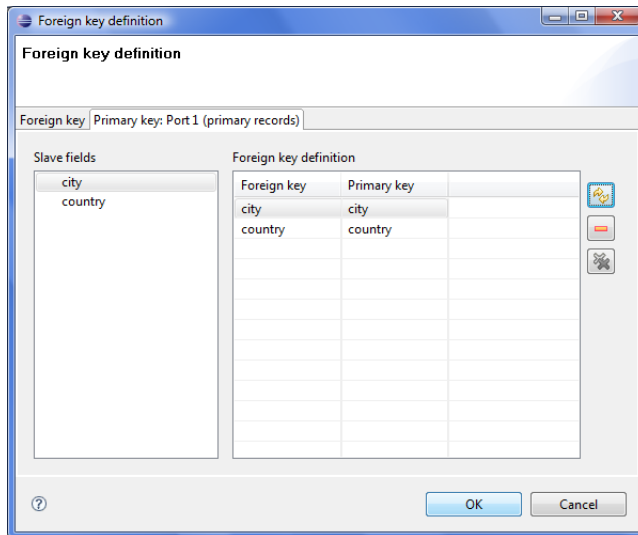 Foreign key definition
Foreign key definition
Foreign key Primary key: Port 1 (primary records)
Slave fields Foreign key definition
city
country
Foreign key Primary key
city city
country country
?
OK Cancel